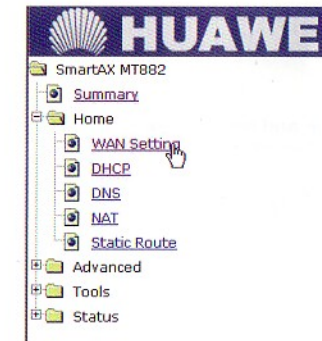 HUAWE
SmartAX MT882
Summary
Home
WAN Setting
DHCP
DNS
NAT
Static Route
Advanced
Tools
Status